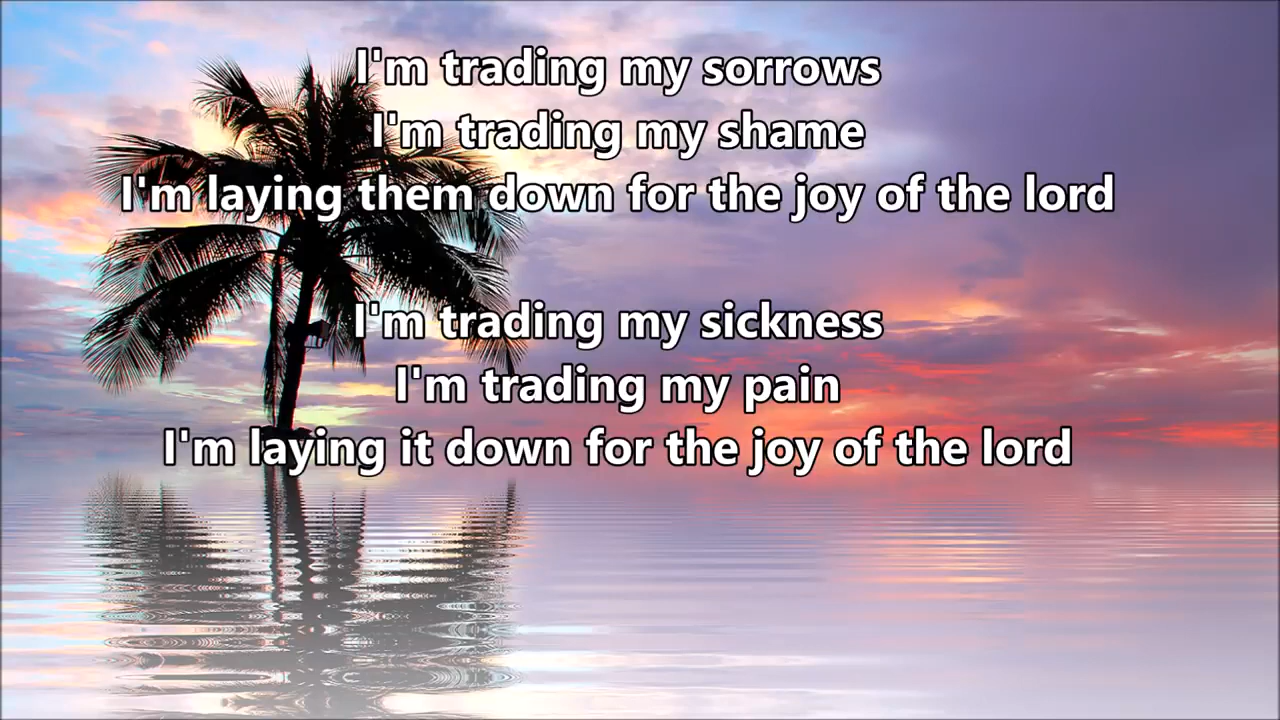 I'm trading my sorrows
I'm trading my shame
I'm laying them down for the joy of the lord
I'm trading my sickness
I'm trading my pain
I'm laying it down for the joy of the lord